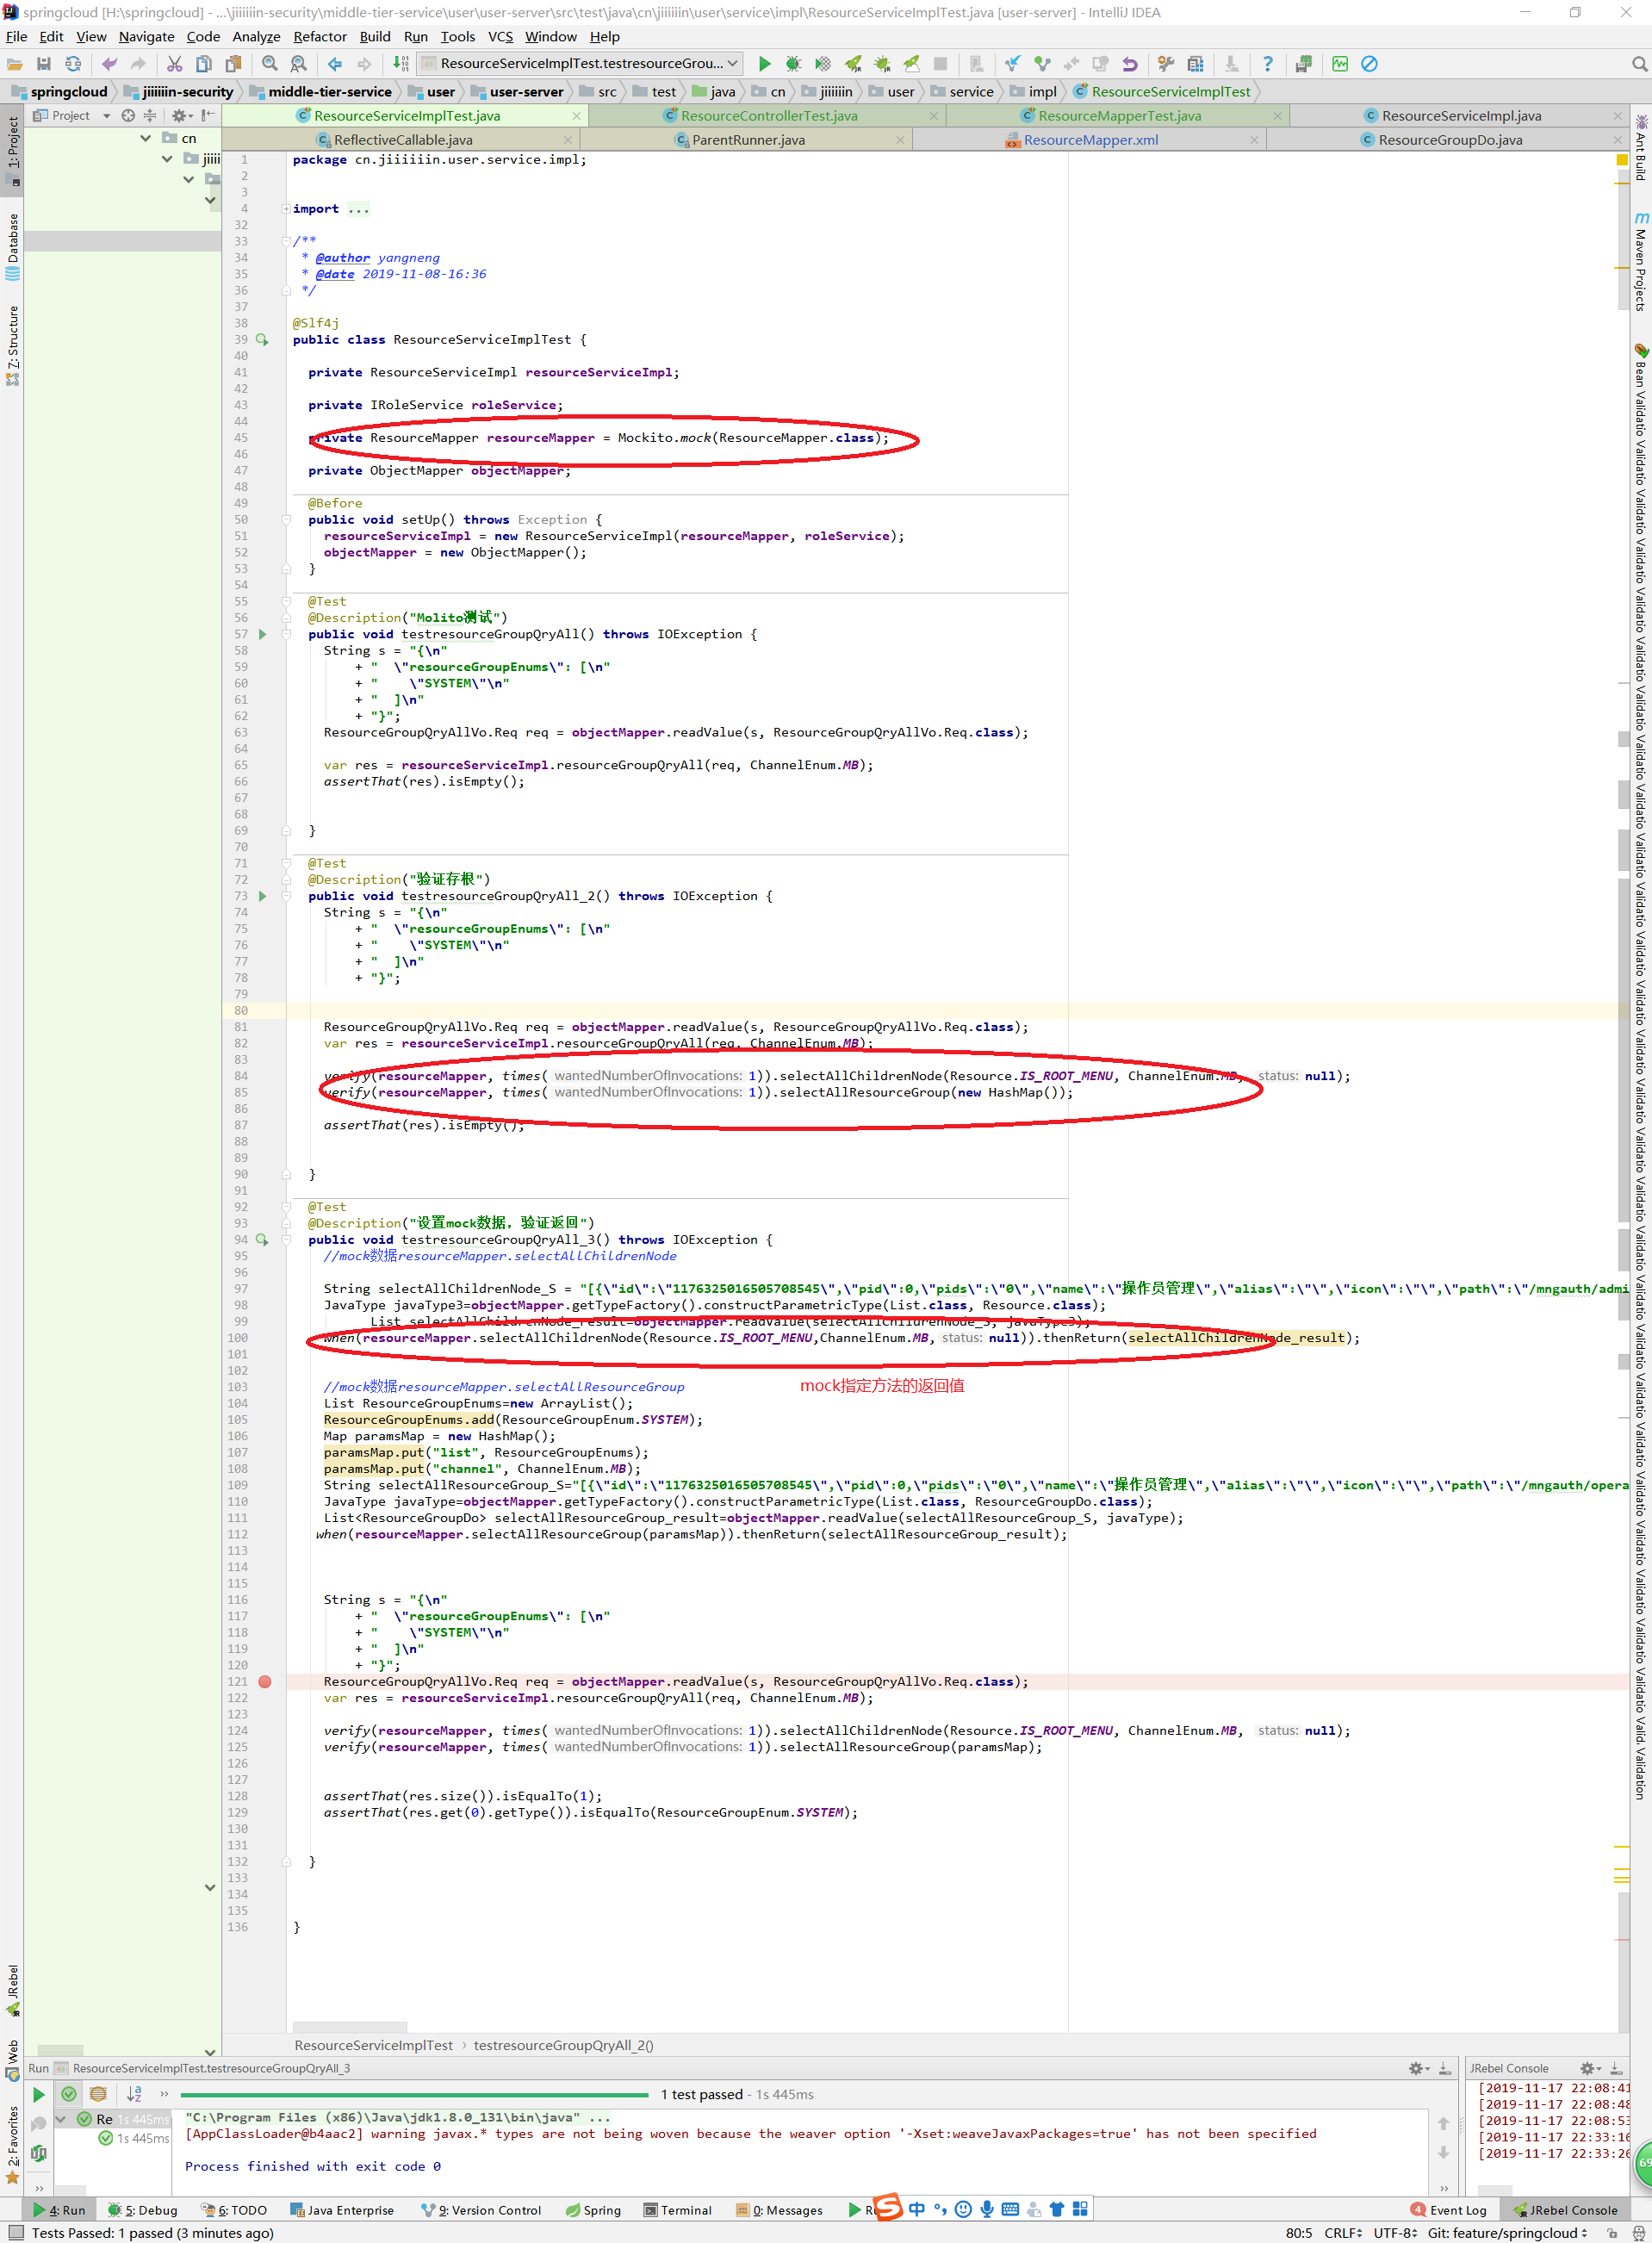 springcloud [H:\springcloud] - ...\jiiiiiin-security\middle-tier-service\user\user-server\src\test\java\cn\jiiiiiin\user\service\impl\ResourceServiceImplTest.java [user-server] - IntelliJ IDEA
File Edit View Navigate Code Analyze Refactor Build Run Tools VCS Window Help
ResourceServiceImplTest.testresourceGrou...
springcloud jiiiiiin-security middle-tier-service user user-server src test java cn jiiiiiin user service impl ResourceServiceImplTest
Project
ResourceServiceImplTest.java ResourceControllerTest.java ResourceMapperTest.java ResourceServiceImpl.java
ReflectiveCallable.java ParentRunner.java ResourceMapper.xml ResourceGroupDo.java
cn
jiiii
1: Project
Database
7: Structure
JRebel
Web
2: Favorites
Ant Build
Maven Projects
Bean Validatio
1 package cn.jiiiiiin.user.service.impl;
2
3
4 import ...
32
33 /**
34 * @author yangneng
35 * @date 2019-11-08-16:36
36 */
37
38 @Slf4j
39 public class ResourceServiceImplTest {
40
41 private ResourceServiceImpl resourceServiceImpl;
42
43 private IRoleService roleService;
44
45 private ResourceMapper resourceMapper = Mockito.mock(ResourceMapper.class);
46
47 private ObjectMapper objectMapper;
48
49 @Before
50 public void setUp() throws Exception {
51 resourceServiceImpl = new ResourceServiceImpl(resourceMapper, roleService);
52 objectMapper = new ObjectMapper();
53 }
54
55 @Test
56 @Description("Molito测试")
57 public void testresourceGroupQryAll() throws IOException {
58 String s = "{\n"
59 + "  \"resourceGroupEnums\": [\n"
60 + "    \"SYSTEM\"\n"
61 + "  ]\n"
62 + "}";
63 ResourceGroupQryAllVo.Req req = objectMapper.readValue(s, ResourceGroupQryAllVo.Req.class);
64
65 var res = resourceServiceImpl.resourceGroupQryAll(req, ChannelEnum.MB);
66 assertThat(res).isEmpty();
67
68
69 }
70
71 @Test
72 @Description("验证存根")
73 public void testresourceGroupQryAll_2() throws IOException {
74 String s = "{\n"
75 + "  \"resourceGroupEnums\": [\n"
76 + "    \"SYSTEM\"\n"
77 + "  ]\n"
78 + "}";
79
80
81 ResourceGroupQryAllVo.Req req = objectMapper.readValue(s, ResourceGroupQryAllVo.Req.class);
82 var res = resourceServiceImpl.resourceGroupQryAll(req, ChannelEnum.MB);
83
84 verify(resourceMapper, times( wantedNumberOfInvocations: 1)).selectAllChildrenNode(Resource.IS_ROOT_MENU, ChannelEnum.MB, status: null);
85 verify(resourceMapper, times( wantedNumberOfInvocations: 1)).selectAllResourceGroup(new HashMap());
86
87 assertThat(res).isEmpty();
88
89
90 }
91
92 @Test
93 @Description("设置mock数据，验证返回")
94 public void testresourceGroupQryAll_3() throws IOException {
95 //mock数据resourceMapper.selectAllChildrenNode
96
97 String selectAllChildrenNode_S = "[{\"id\":\"1176325016505708545\",\"pid\":0,\"pids\":\"0\",\"name\":\"操作员管理\",\"alias\":\"\",\"icon\":\"\",\"path\":\"/mngauth/admi
98 JavaType javaType3=objectMapper.getTypeFactory().constructParametricType(List.class, Resource.class);
99 List selectAllChildrenNode_result=objectMapper.readValue(selectAllChildrenNode_S, javaType3);
100 when(resourceMapper.selectAllChildrenNode(Resource.IS_ROOT_MENU,ChannelEnum.MB, status: null)).thenReturn(selectAllChildrenNode_result);
101
102
103 //mock数据resourceMapper.selectAllResourceGroup
mock指定方法的返回值
104 List ResourceGroupEnums=new ArrayList();
105 ResourceGroupEnums.add(ResourceGroupEnum.SYSTEM);
106 Map paramsMap = new HashMap();
107 paramsMap.put("list", ResourceGroupEnums);
108 paramsMap.put("channel", ChannelEnum.MB);
109 String selectAllResourceGroup_S="[{\"id\":\"1176325016505708545\",\"pid\":0,\"pids\":\"0\",\"name\":\"操作员管理\",\"alias\":\"\",\"icon\":\"\",\"path\":\"/mngauth/opera
110 JavaType javaType=objectMapper.getTypeFactory().constructParametricType(List.class, ResourceGroupDo.class);
111 List<ResourceGroupDo> selectAllResourceGroup_result=objectMapper.readValue(selectAllResourceGroup_S, javaType);
112 when(resourceMapper.selectAllResourceGroup(paramsMap)).thenReturn(selectAllResourceGroup_result);
113
114
115
116 String s = "{\n"
117 + "  \"resourceGroupEnums\": [\n"
118 + "    \"SYSTEM\"\n"
119 + "  ]\n"
120 + "}";
121 ResourceGroupQryAllVo.Req req = objectMapper.readValue(s, ResourceGroupQryAllVo.Req.class);
122 var res = resourceServiceImpl.resourceGroupQryAll(req, ChannelEnum.MB);
123
124 verify(resourceMapper, times( wantedNumberOfInvocations: 1)).selectAllChildrenNode(Resource.IS_ROOT_MENU, ChannelEnum.MB, status: null);
125 verify(resourceMapper, times( wantedNumberOfInvocations: 1)).selectAllResourceGroup(paramsMap);
126
127
128 assertThat(res.size()).isEqualTo(1);
129 assertThat(res.get(0).getType()).isEqualTo(ResourceGroupEnum.SYSTEM);
130
131
132 }
133
134
135
136 }
ResourceServiceImplTest › testresourceGroupQryAll_2()
Run ResourceServiceImplTest.testresourceGroupQryAll_3
JRebel Console
1 test passed - 1s 445ms
Re 1s 445ms
1s 445ms
"C:\Program Files (x86)\Java\jdk1.8.0_131\bin\java" ...
[AppClassLoader@b4aac2] warning javax.* types are not being woven because the weaver option '-Xset:weaveJavaxPackages=true' has not been specified
Process finished with exit code 0
[2019-11-17 22:08:41
[2019-11-17 22:08:48
[2019-11-17 22:08:53
[2019-11-17 22:33:16
[2019-11-17 22:33:26
69
4: Run 5: Debug 6: TODO Java Enterprise 9: Version Control Spring Terminal 0: Messages 中 Event Log JRebel Console
Tests Passed: 1 passed (3 minutes ago)
80:5 CRLF UTF-8 Git: feature/springcloud